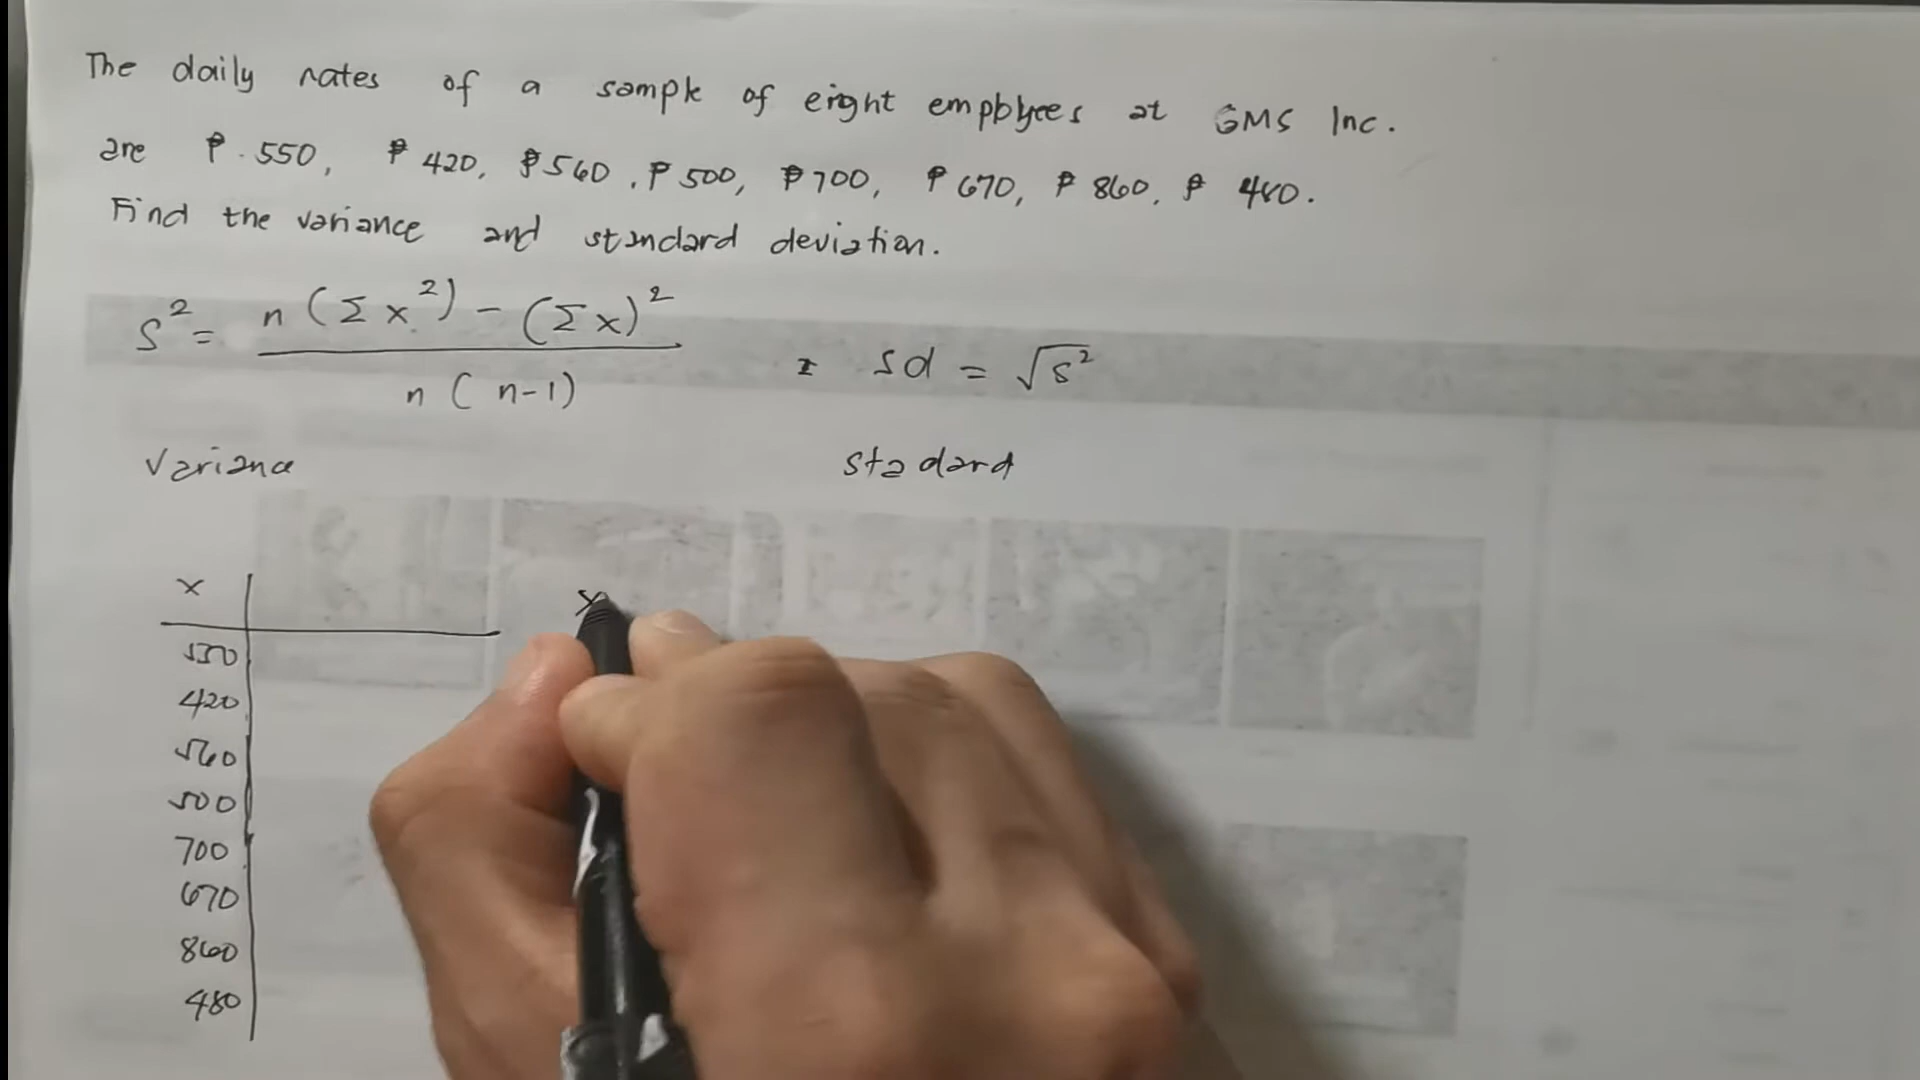 The daily rates of a sample of eight employees at GMS Inc.
are ₱ 550, ₱ 420, ₱ 560, ₱ 500, ₱ 700, ₱ 670, ₱ 860, ₱ 480.
Find the variance and standard deviation.
s² = n (Σx²) - (Σx)² / n (n-1) sd = √s²
Variance stadard
x x
550
420
560
500
700
670
860
480